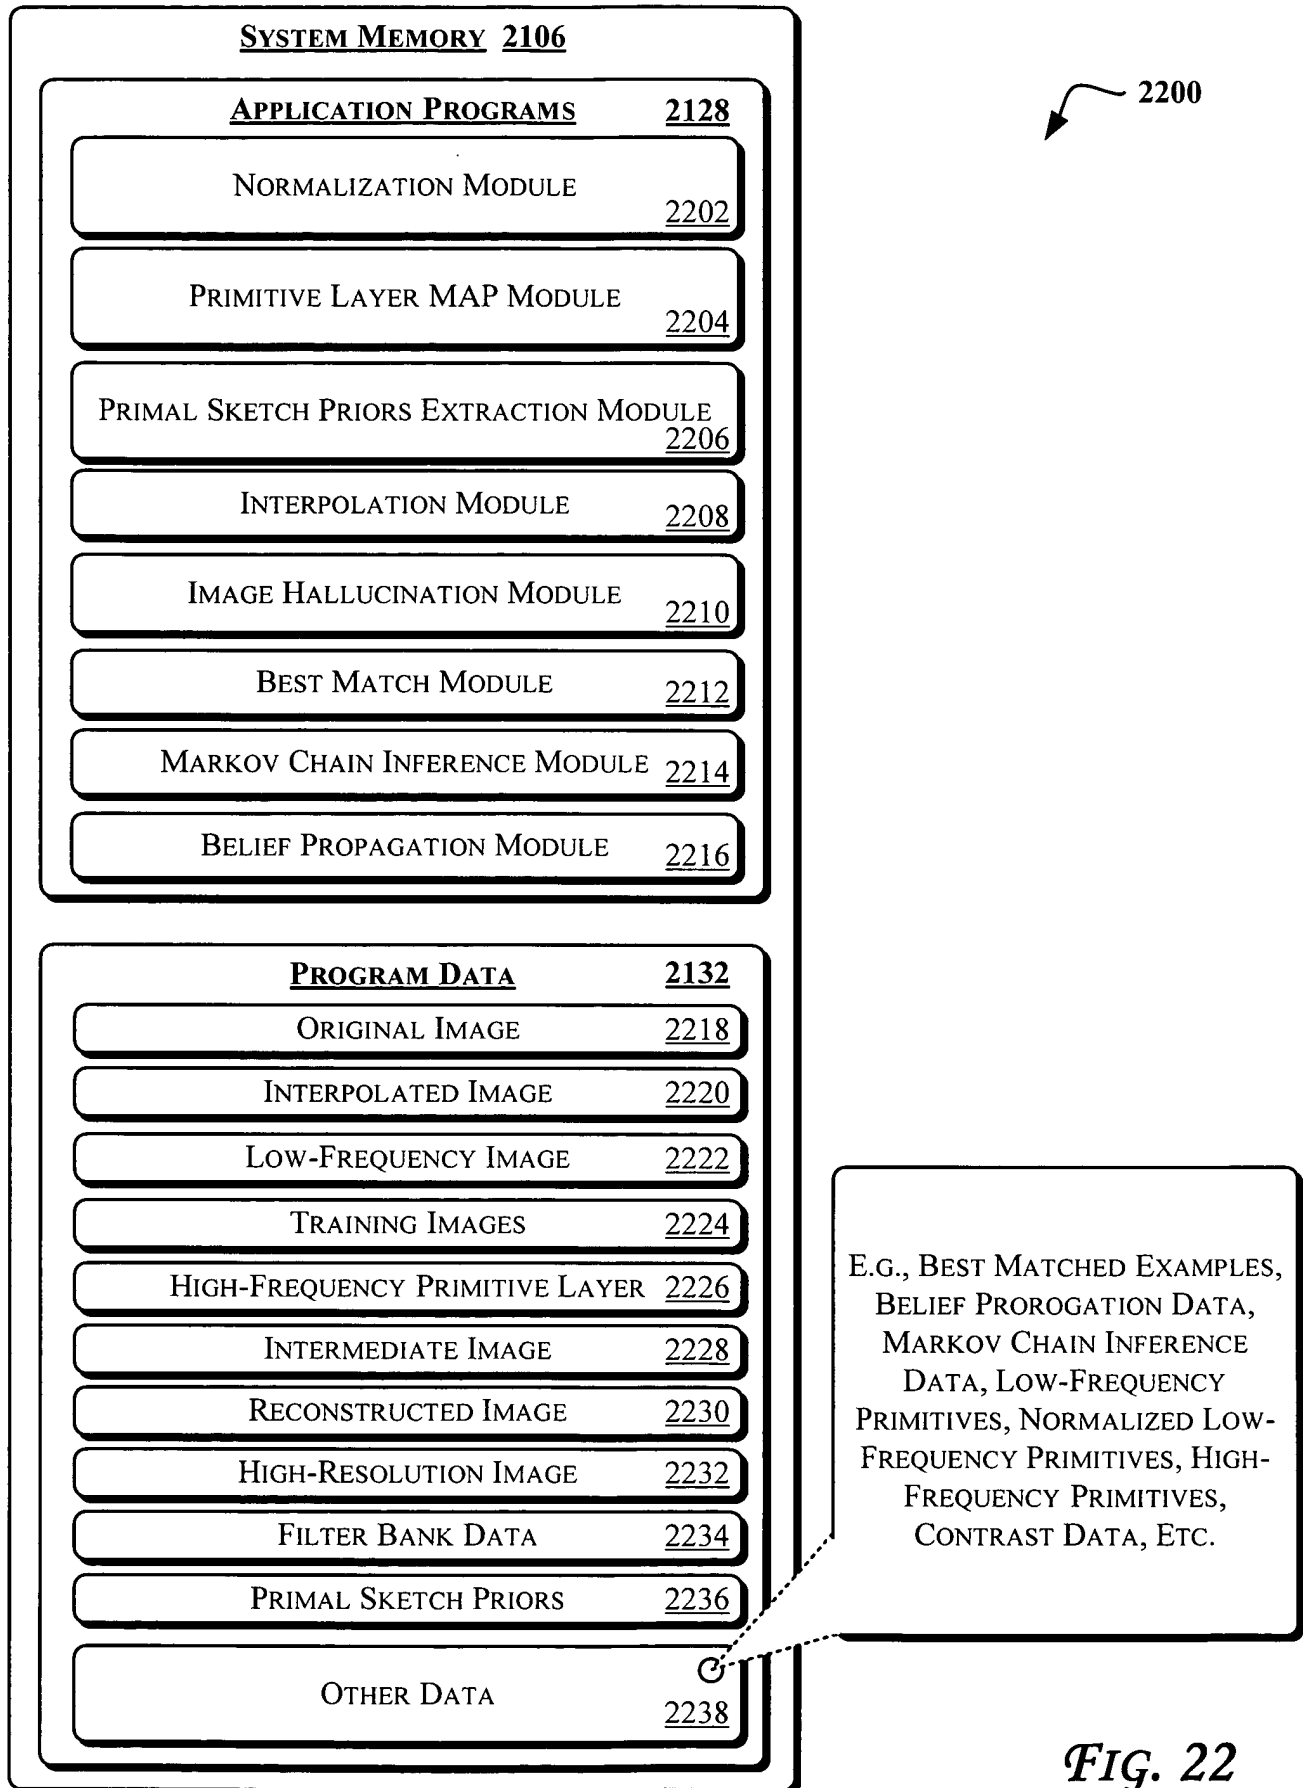 SYSTEM MEMORY 2106
2200
APPLICATION PROGRAMS 2128
NORMALIZATION MODULE
2202
PRIMITIVE LAYER MAP MODULE
2204
PRIMAL SKETCH PRIORS EXTRACTION MODULE
2206
INTERPOLATION MODULE
2208
IMAGE HALLUCINATION MODULE
2210
BEST MATCH MODULE
2212
MARKOV CHAIN INFERENCE MODULE 2214
BELIEF PROPAGATION MODULE 2216
PROGRAM DATA 2132
ORIGINAL IMAGE 2218
INTERPOLATED IMAGE 2220
LOW-FREQUENCY IMAGE 2222
TRAINING IMAGES 2224
HIGH-FREQUENCY PRIMITIVE LAYER 2226
INTERMEDIATE IMAGE 2228
RECONSTRUCTED IMAGE 2230
HIGH-RESOLUTION IMAGE 2232
FILTER BANK DATA 2234
PRIMAL SKETCH PRIORS 2236
OTHER DATA
2238
E.G., BEST MATCHED EXAMPLES,
BELIEF PROROGATION DATA,
MARKOV CHAIN INFERENCE
DATA, LOW-FREQUENCY
PRIMITIVES, NORMALIZED LOW-
FREQUENCY PRIMITIVES, HIGH-
FREQUENCY PRIMITIVES,
CONTRAST DATA, ETC.
FIG. 22